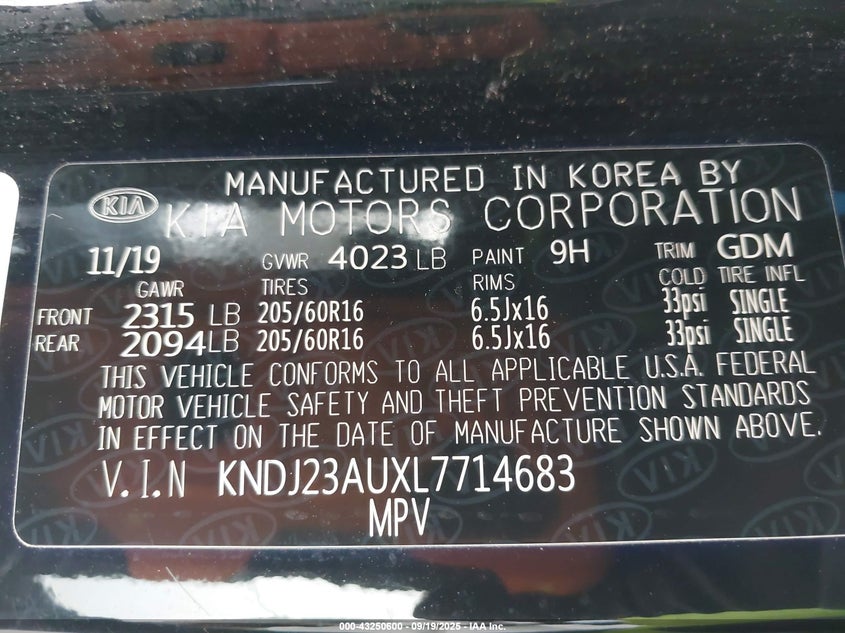 MANUFACTURED IN KOREA BY
KIA KIA MOTORS CORPORATION
11/19 GVWR 4023 LB PAINT 9H TRIM GDM
GAWR TIRES RIMS COLD TIRE INFL
FRONT 2315 LB 205/60R16 6.5Jx16 33psi SINGLE
REAR 2094LB 205/60R16 6.5Jx16 33psi SINGLE
THIS VEHICLE CONFORMS TO ALL APPLICABLE U.S.A. FEDERAL
MOTOR VEHICLE SAFETY AND THEFT PREVENTION STANDARDS
IN EFFECT ON THE DATE OF MANUFACTURE SHOWN ABOVE.
V.I.N KNDJ23AUXL7714683
MPV
000-43250600 - 09/19/2025 - IAA Inc.